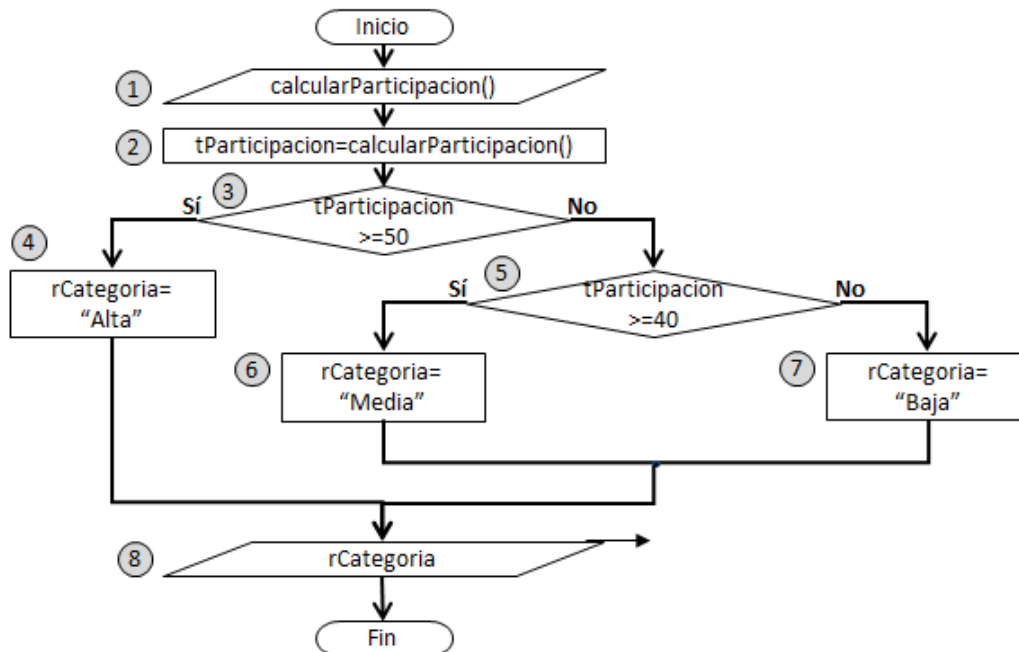 Inicio
1
calcularParticipacion()
2
tParticipacion=calcularParticipacion()
3
Sí
tParticipacion
>=50
No
4
rCategoria=
“Alta”
5
Sí
tParticipacion
>=40
No
6
rCategoria=
“Media”
7
rCategoria=
“Baja”
8
rCategoria
Fin